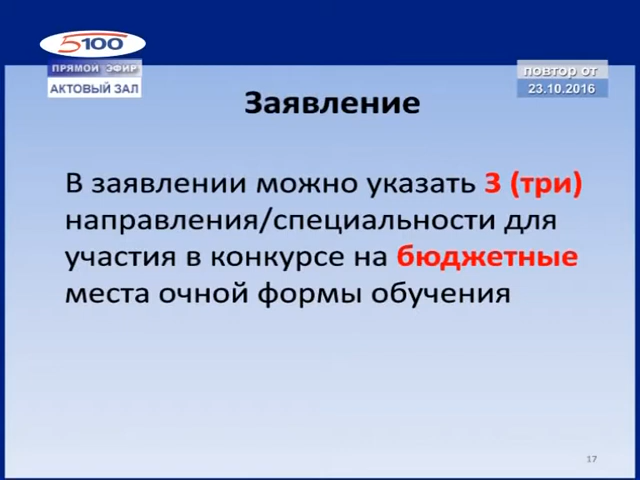 5100
ПРЯМОЙ ЭФИР
АКТОВЫЙ ЗАЛ
повтор от
23.10.2016
Заявление
В заявлении можно указать 3 (три)
направления/специальности для
участия в конкурсе на бюджетные
места очной формы обучения
17